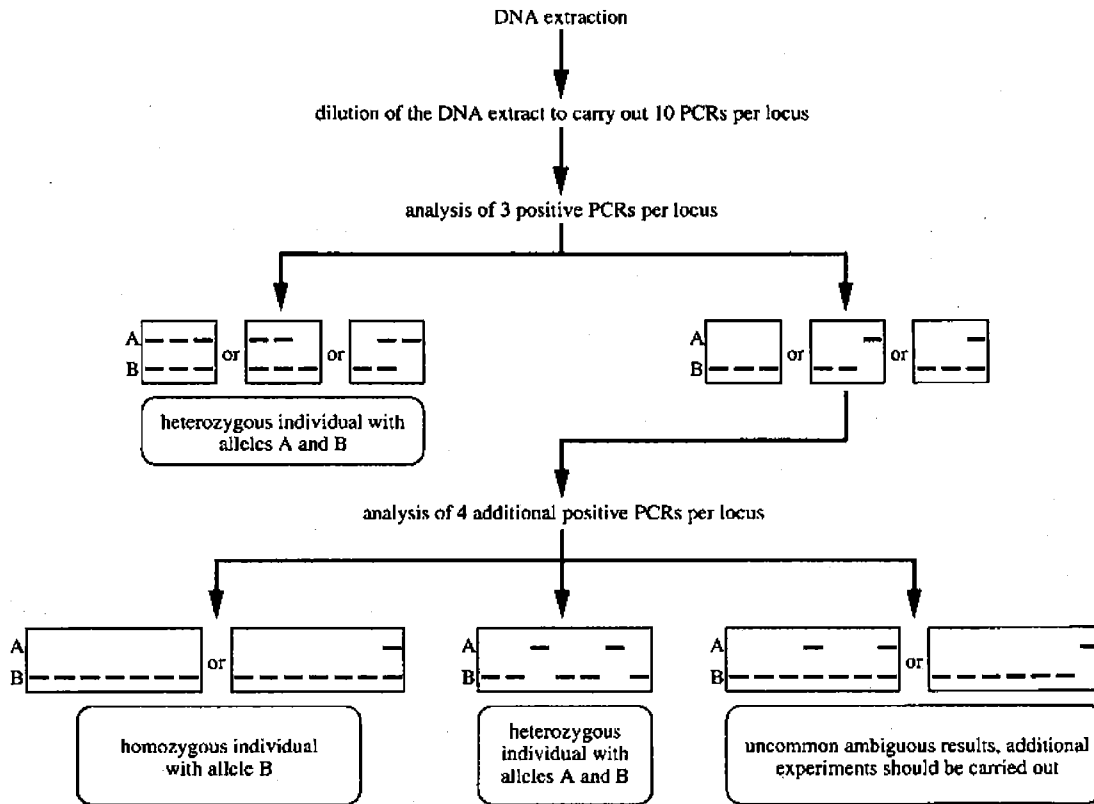 DNA extraction
dilution of the DNA extract to carry out 10 PCRs per locus
analysis of 3 positive PCRs per locus
A
or
or
B
A
or
or
B
heterozygous individual with
alleles A and B
analysis of 4 additional positive PCRs per locus
A
or
B
A
B
A
or
B
homozygous individual
with allele B
heterozygous
individual with
alleles A and B
uncommon ambiguous results, additional
experiments should be carried out